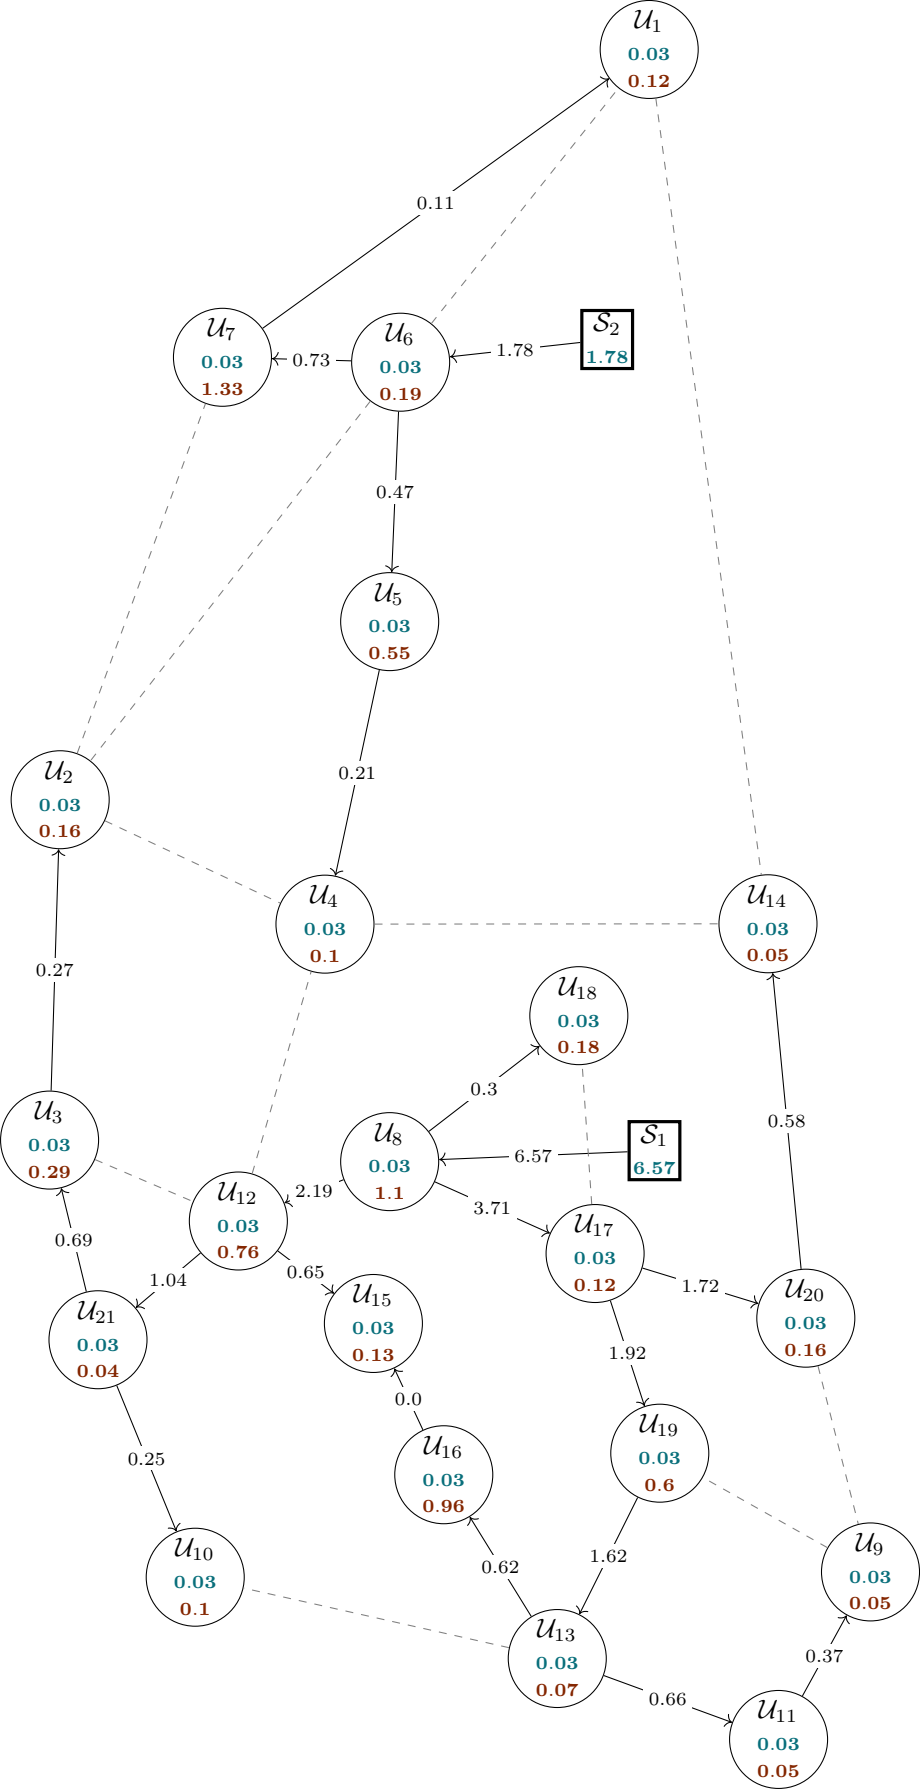 𝒰₁
0.03
0.12
0.11
𝒰₇
0.03
1.33
0.73
𝒰₆
0.03
0.19
1.78
𝒮₂
1.78
0.47
𝒰₅
0.03
0.55
0.21
𝒰₂
0.03
0.16
𝒰₄
0.03
0.1
𝒰₁₄
0.03
0.05
0.27
𝒰₁₈
0.03
0.18
0.3
0.58
𝒰₃
0.03
0.29
𝒰₈
0.03
1.1
6.57
𝒮₁
6.57
2.19
3.71
𝒰₁₂
0.03
0.76
𝒰₁₇
0.03
0.12
0.69
1.04
0.65
1.72
𝒰₂₁
0.03
0.04
𝒰₁₅
0.03
0.13
1.92
𝒰₂₀
0.03
0.16
0.0
0.25
𝒰₁₆
0.03
0.96
𝒰₁₉
0.03
0.6
𝒰₁₀
0.03
0.1
0.62
1.62
𝒰₉
0.03
0.05
𝒰₁₃
0.03
0.07
0.37
0.66
𝒰₁₁
0.03
0.05